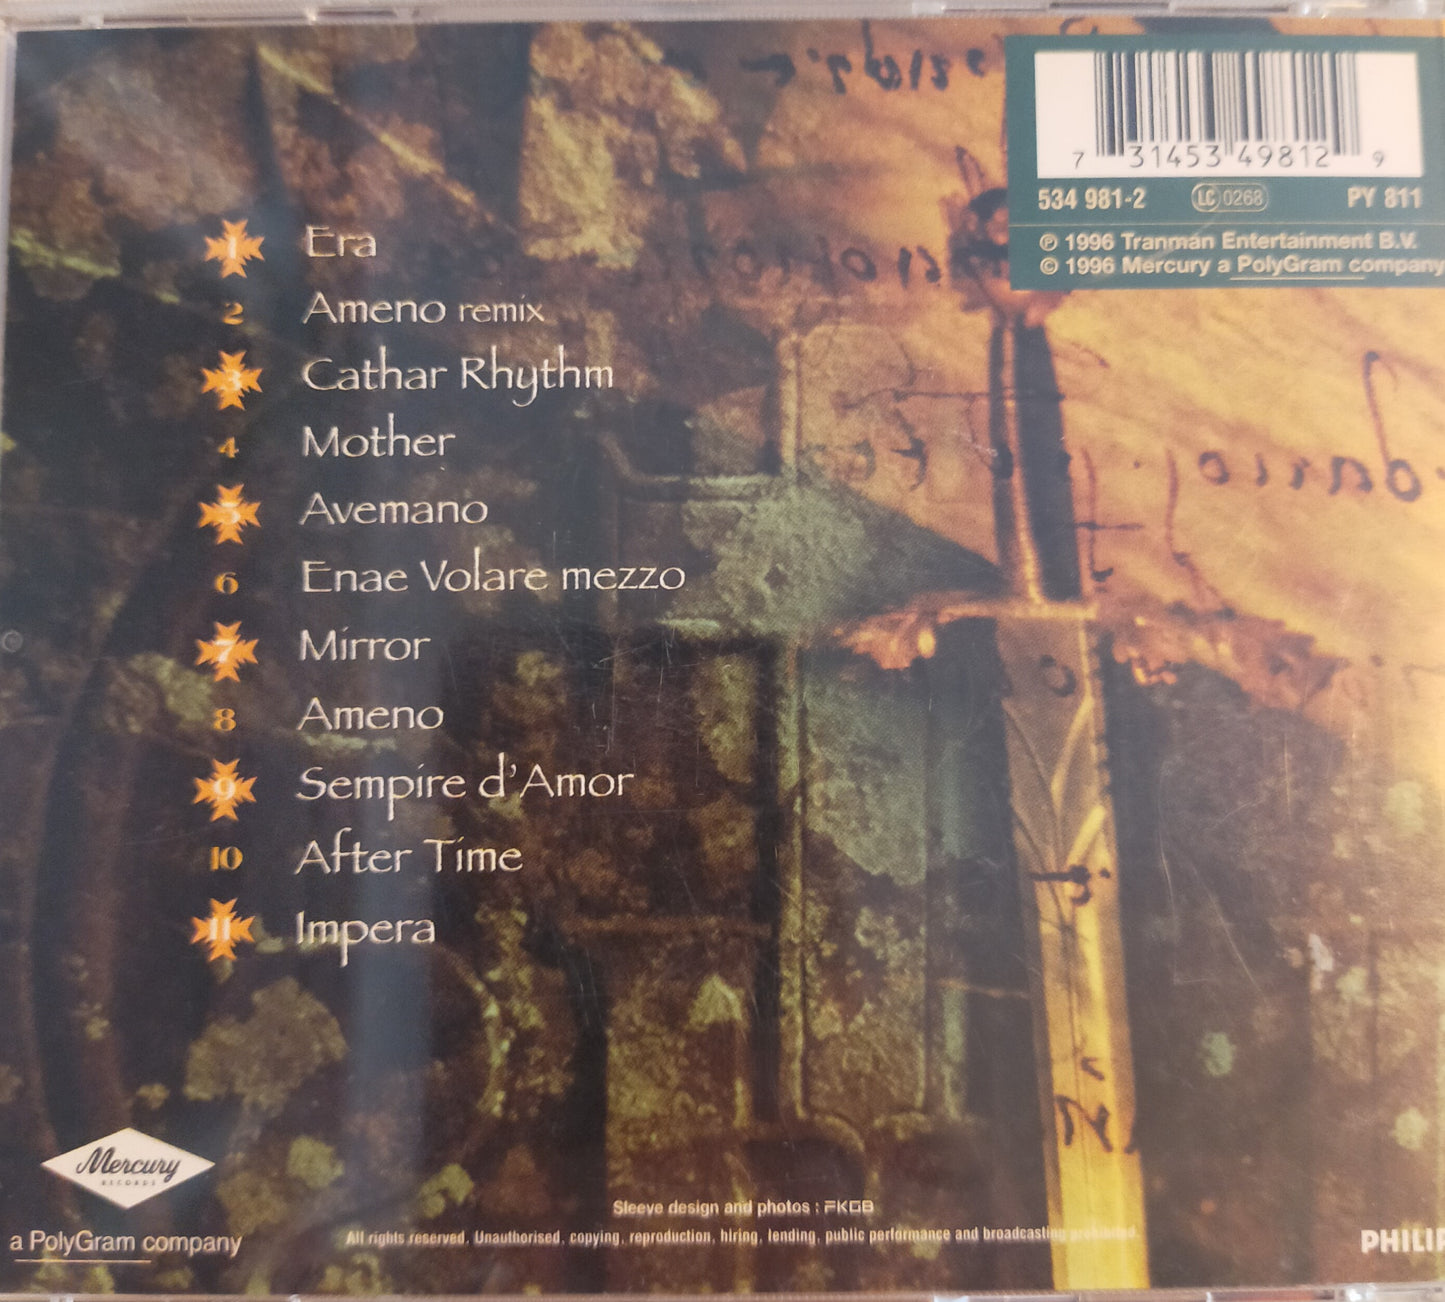 7 31453 49812 9
534 981-2 LC 0268 PY 811
℗ 1996 Tranman Entertainment B.V.
© 1996 Mercury a PolyGram company
1 Era
2 Ameno remix
3 Cathar Rhythm
4 Mother
5 Avemano
6 Enae Volare mezzo
7 Mirror
8 Ameno
9 Sempire d'Amor
10 After Time
11 Impera
Mercury
RECORDS
a PolyGram company
Sleeve design and photos : FKGB
All rights reserved. Unauthorised, copying, reproduction, hiring, lending, public performance and broadcasting prohibited.